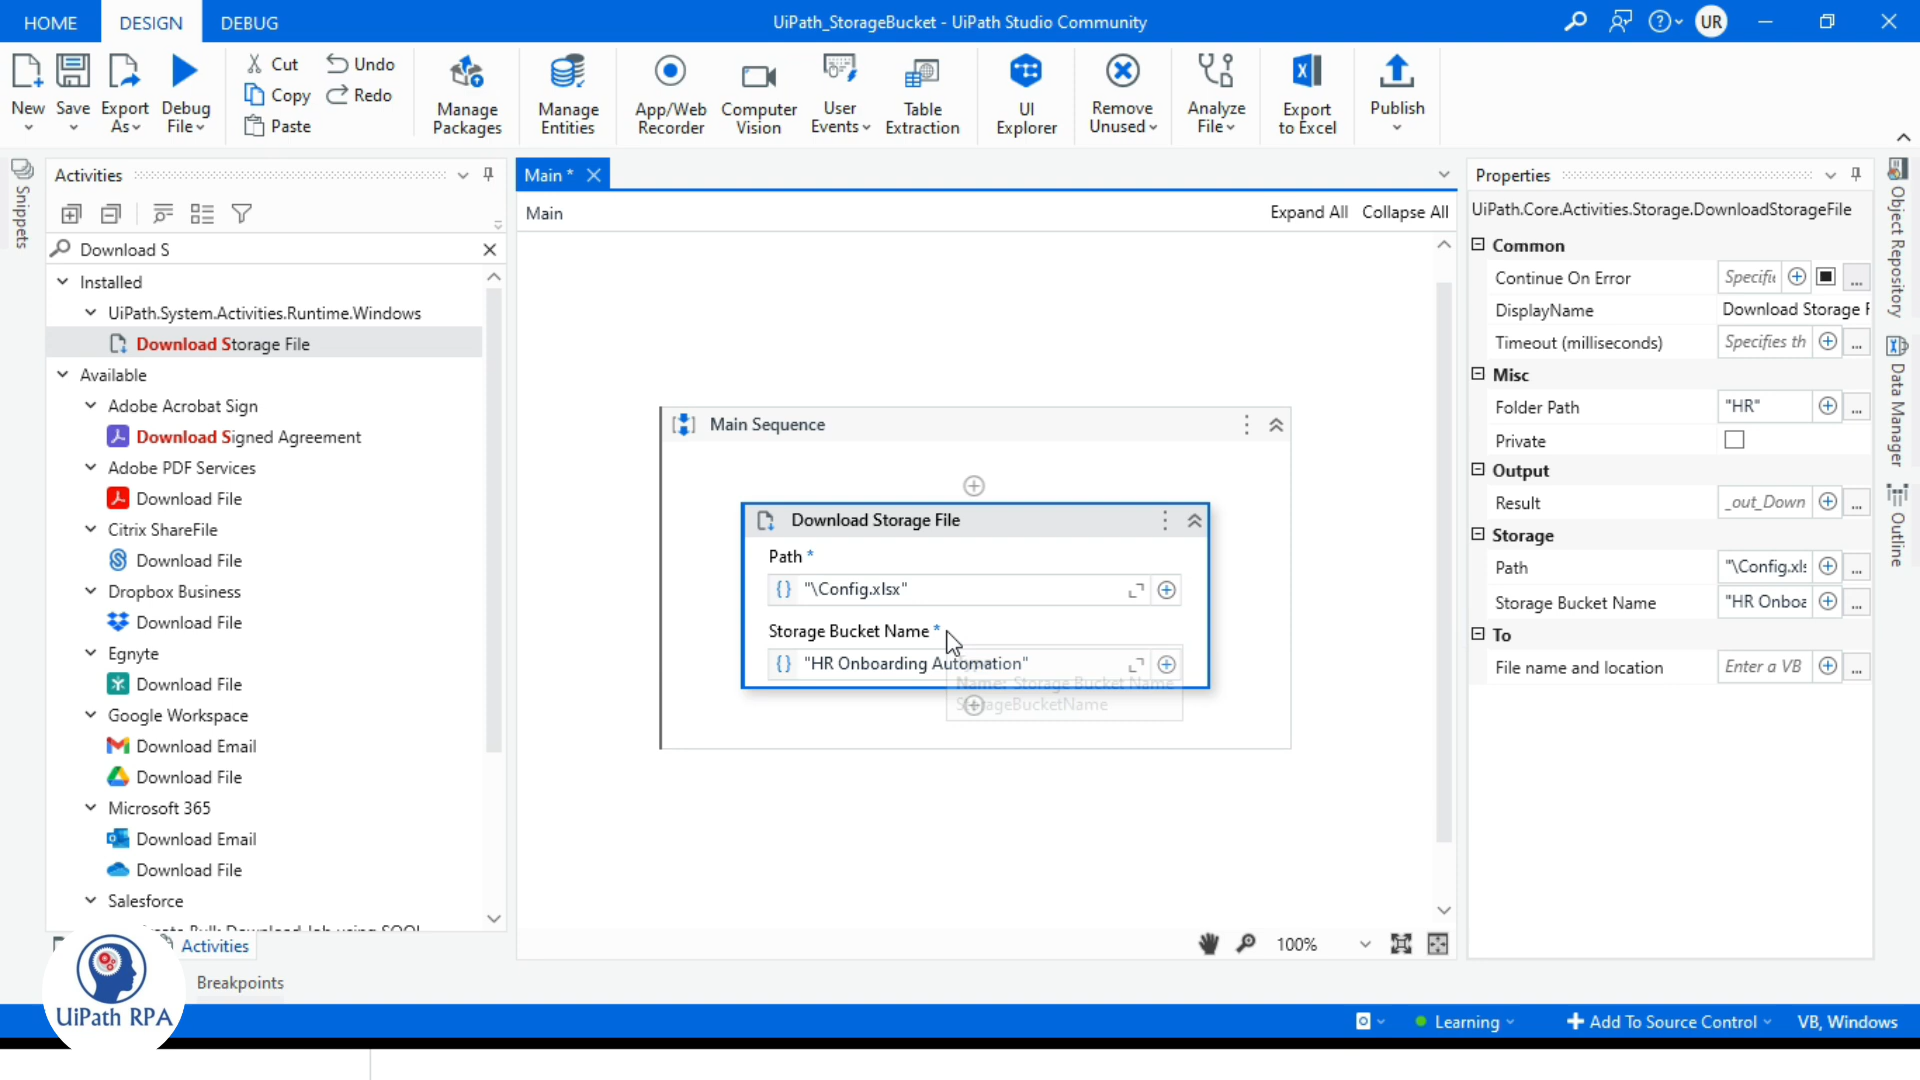 HOME
DESIGN
DEBUG
UiPath_StorageBucket - UiPath Studio Community
UR
New
Save
Export As
Debug File
Cut
Copy
Paste
Undo
Redo
Manage Packages
Manage Entities
App/Web Recorder
Computer Vision
User Events
Table Extraction
UI Explorer
Remove Unused
Analyze File
Export to Excel
Publish
Snippets
Activities
Download S
Installed
UiPath.System.Activities.Runtime.Windows
Download Storage File
Available
Adobe Acrobat Sign
Download Signed Agreement
Adobe PDF Services
Download File
Citrix ShareFile
Download File
Dropbox Business
Download File
Egnyte
Download File
Google Workspace
Download Email
Download File
Microsoft 365
Download Email
Download File
Salesforce
Activities
Breakpoints
UiPath RPA
Main *
Main
Expand All
Collapse All
Main Sequence
Download Storage File
Path *
"\Config.xlsx"
Storage Bucket Name *
"HR Onboarding Automation"
Name: Storage Bucket Name
100%
Properties
UiPath.Core.Activities.Storage.DownloadStorageFile
Common
Continue On Error
Specifi
DisplayName
Download Storage F
Timeout (milliseconds)
Specifies th
Misc
Folder Path
"HR"
Private
Output
Result
_out_Down
Storage
Path
"\Config.xls
Storage Bucket Name
"HR Onboa
To
File name and location
Enter a VB
Object Repository
Data Manager
Outline
Learning
Add To Source Control
VB, Windows